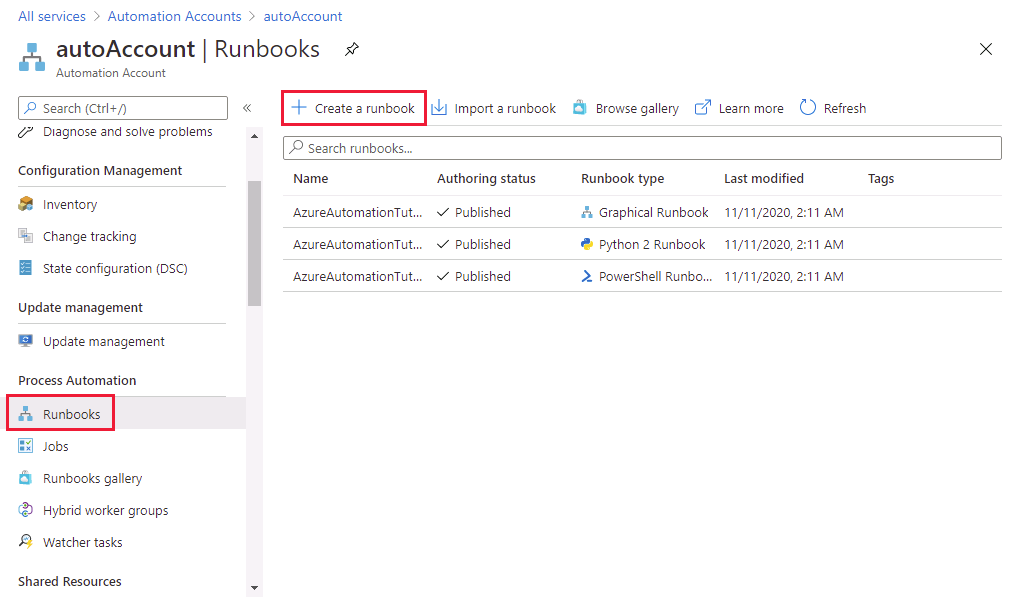 All services > Automation Accounts > autoAccount
autoAccount | Runbooks
Automation Account
Search (Ctrl+/)
«
Diagnose and solve problems
Configuration Management
Inventory
Change tracking
State configuration (DSC)
Update management
Update management
Process Automation
Runbooks
Jobs
Runbooks gallery
Hybrid worker groups
Watcher tasks
Shared Resources
Create a runbook Import a runbook Browse gallery Learn more Refresh
Search runbooks...
Name Authoring status Runbook type Last modified Tags
AzureAutomationTut... Published Graphical Runbook 11/11/2020, 2:11 AM
AzureAutomationTut... Published Python 2 Runbook 11/11/2020, 2:11 AM
AzureAutomationTut... Published PowerShell Runbo... 11/11/2020, 2:11 AM